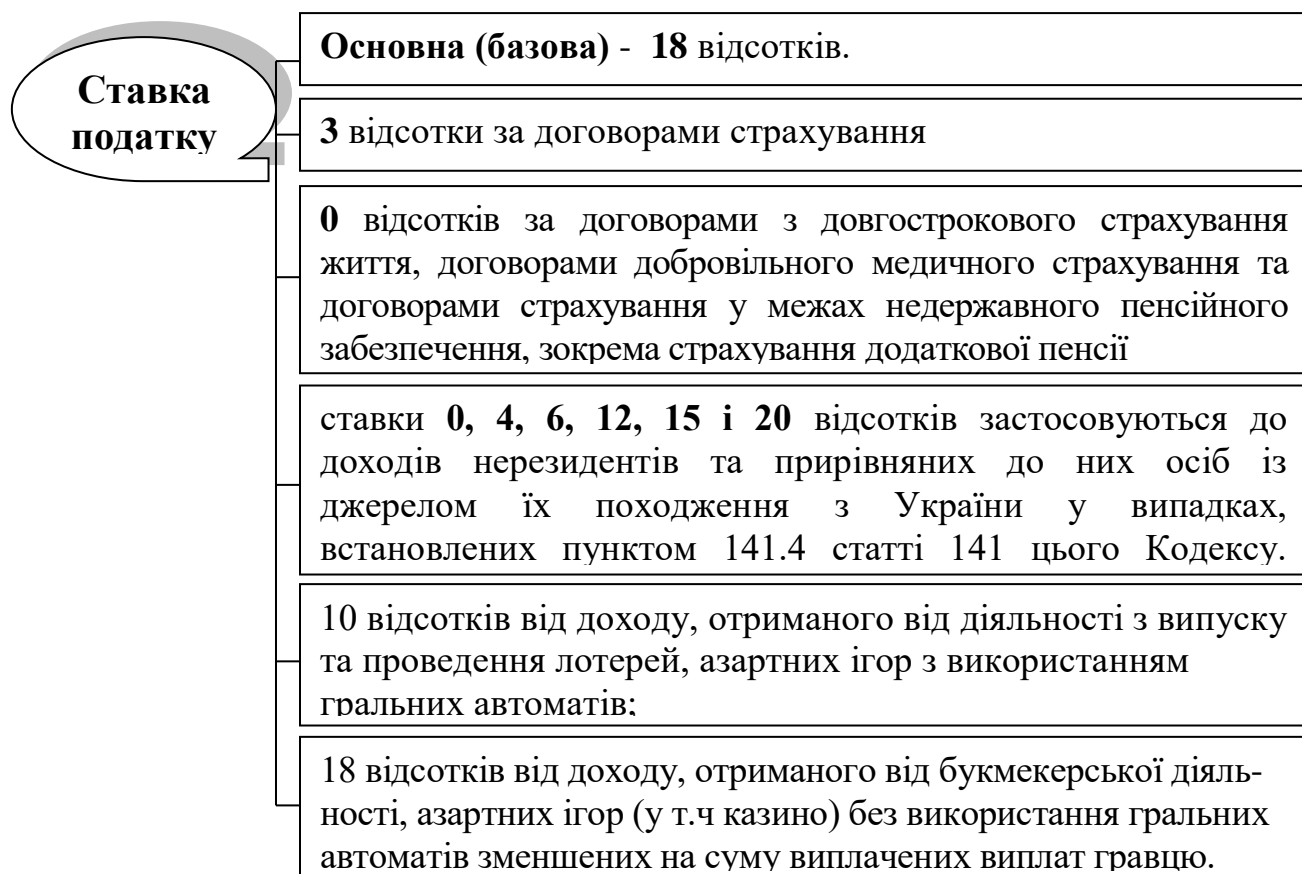 Ставка
податку
Основна (базова) - 18 відсотків.
3 відсотки за договорами страхування
0 відсотків за договорами з довгострокового страхування
життя, договорами добровільного медичного страхування та
договорами страхування у межах недержавного пенсійного
забезпечення, зокрема страхування додаткової пенсії
ставки 0, 4, 6, 12, 15 і 20 відсотків застосовуються до
доходів нерезидентів та прирівняних до них осіб із
джерелом їх походження з України у випадках,
встановлених пунктом 141.4 статті 141 цього Кодексу.
10 відсотків від доходу, отриманого від діяльності з випуску
та проведення лотерей, азартних ігор з використанням
гральних автоматів;
18 відсотків від доходу, отриманого від букмекерської діяль-
ності, азартних ігор (у т.ч казино) без використання гральних
автоматів зменшених на суму виплачених виплат гравцю.